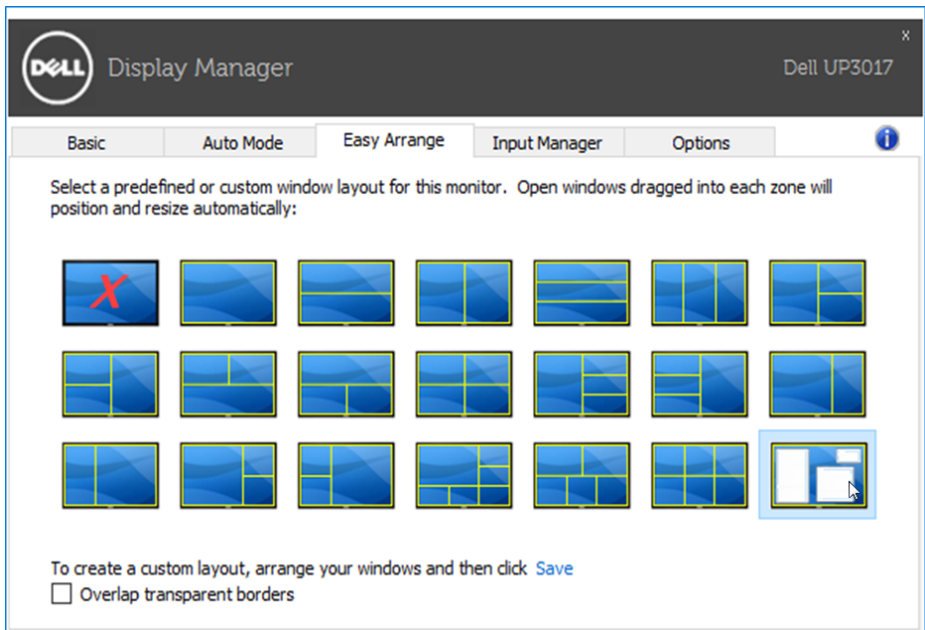 DELL
Display Manager
x
Dell UP3017
Basic
Auto Mode
Easy Arrange
Input Manager
Options
i
Select a predefined or custom window layout for this monitor. Open windows dragged into each zone will
position and resize automatically:
X
To create a custom layout, arrange your windows and then click Save
Overlap transparent borders